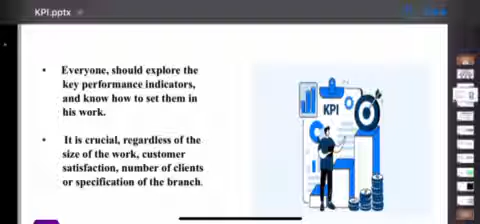 KPI.pptx
Everyone, should explore the
key performance indicators,
and know how to set them in
his work.
It is crucial, regardless of the
size of the work, customer
satisfaction, number of clients
or specification of the branch.
KPI